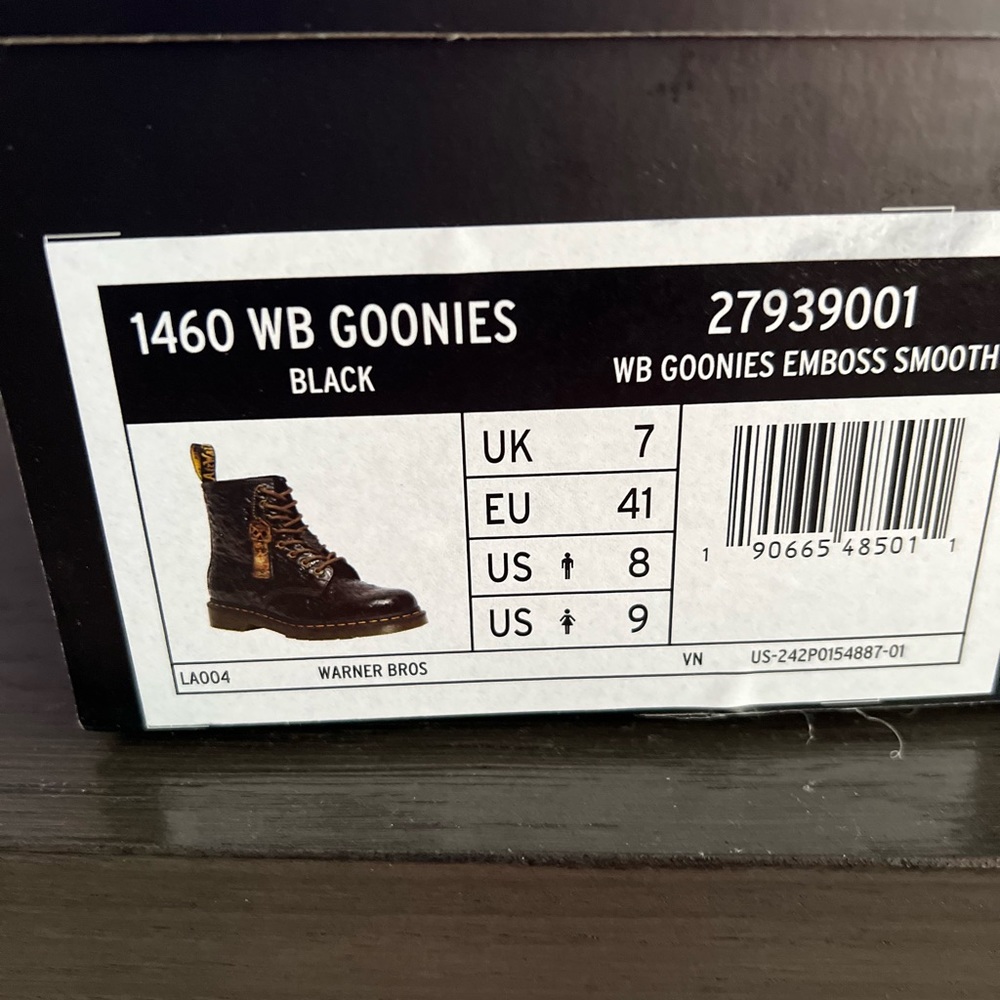 1460 WB GOONIES
BLACK
27939001
WB GOONIES EMBOSS SMOOTH
UK 7
EU 41
US 8
US 9
1 90665 48501 1
LA004 WARNER BROS VN US-242P0154887-01